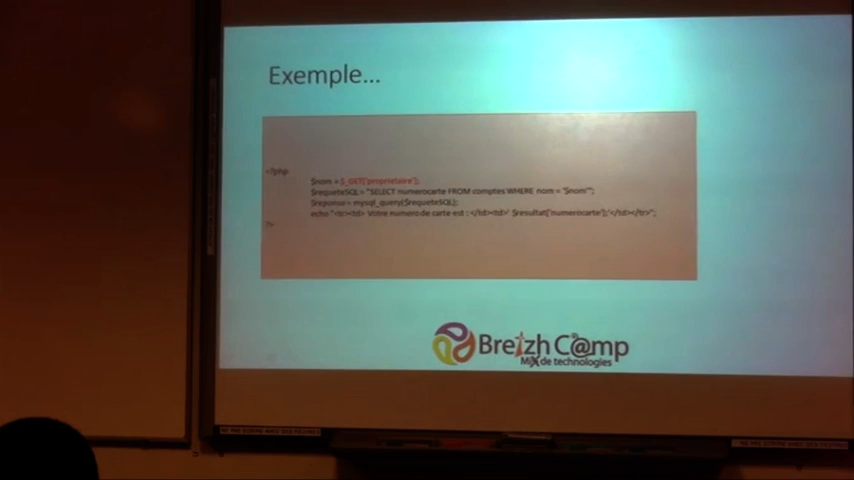 Exemple...
<?php
$nom = $_GET['proprietaire'];
$requeteSQL = "SELECT numerocarte FROM comptes WHERE nom = '$nom'";
$reponse = mysql_query($requeteSQL);
echo "<tr><td> Votre numero de carte est : </td><td>' $resultat['numerocarte'];'</td></tr>";
?>
Breizh C@mp
MiX de technologies